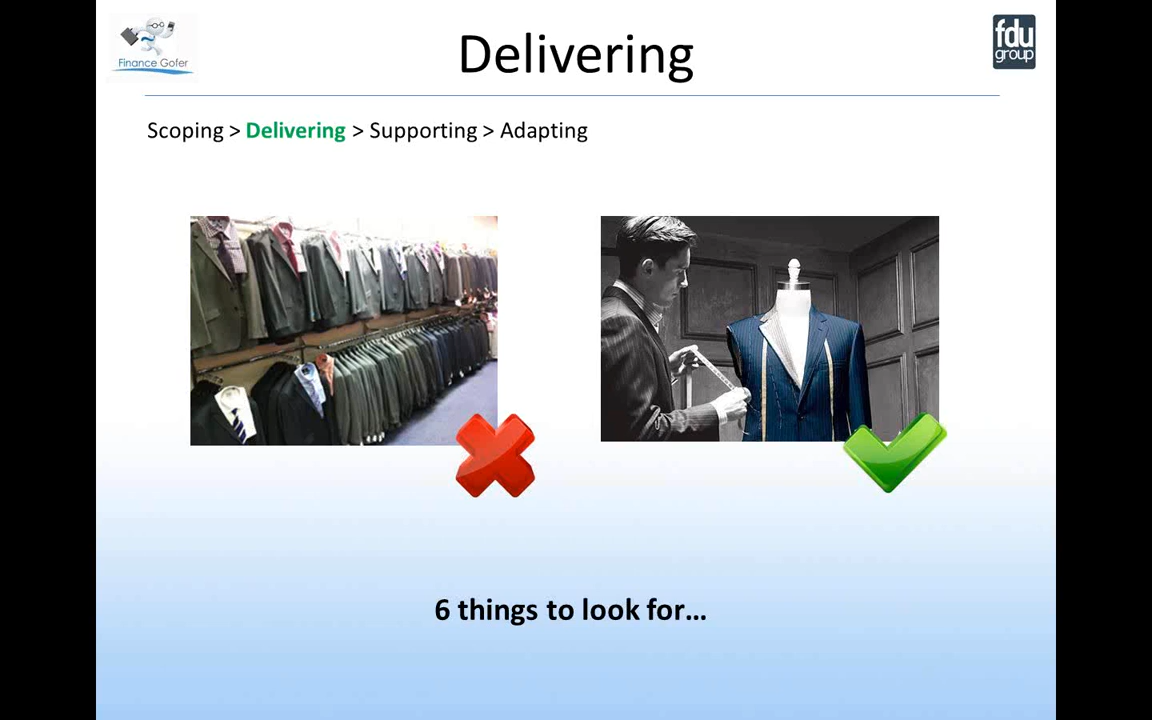 Finance Gofer
Delivering
fdu
group
Scoping > Delivering > Supporting > Adapting
6 things to look for…